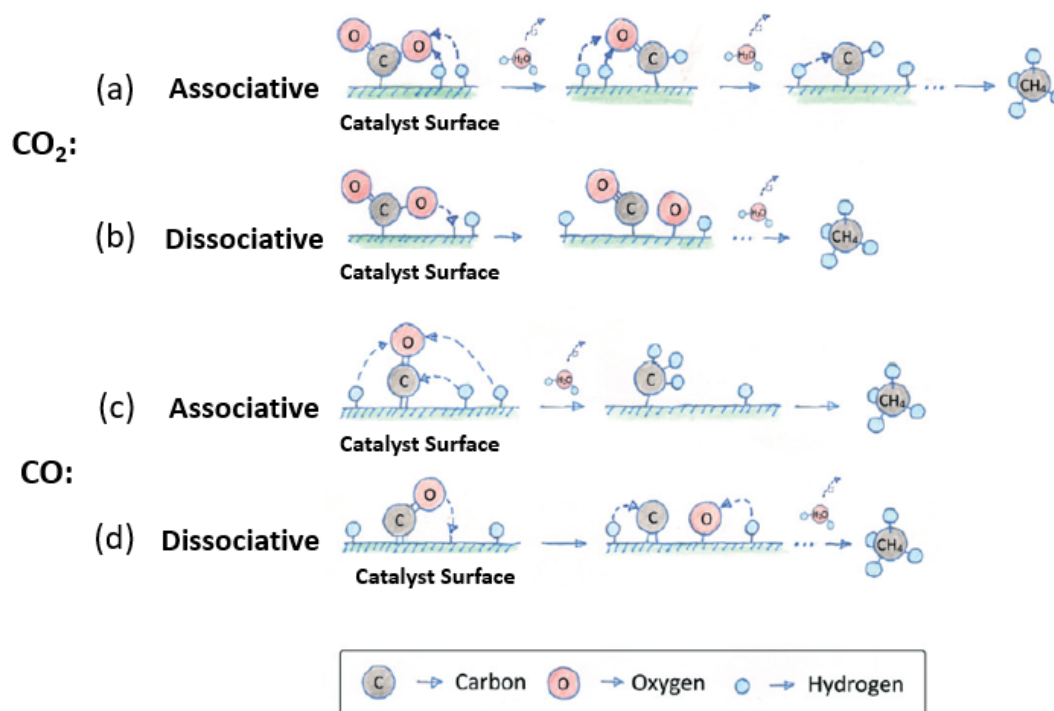 O
O
C
H₂O
O
C
H₂O
C
...
CH₄
(a) Associative
Catalyst Surface
CO₂:
O
C
O
O
C
O
H₂O
...
CH₄
(b) Dissociative
Catalyst Surface
O
C
H₂O
C
CH₄
(c) Associative
Catalyst Surface
CO:
O
C
C
O
H₂O
...
CH₄
(d) Dissociative
Catalyst Surface
C Carbon O Oxygen Hydrogen